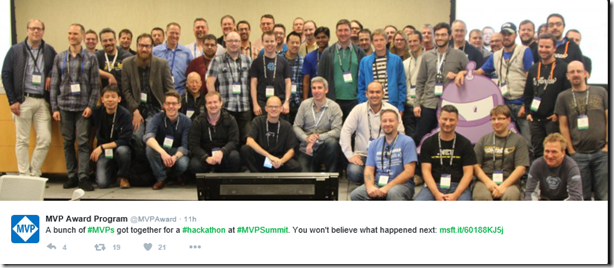 MVP
MVP Award Program @MVPAward · 11h
A bunch of #MVPs got together for a #hackathon at #MVPSummit. You won't believe what happened next: msft.it/60188KJ5j
4 19 21